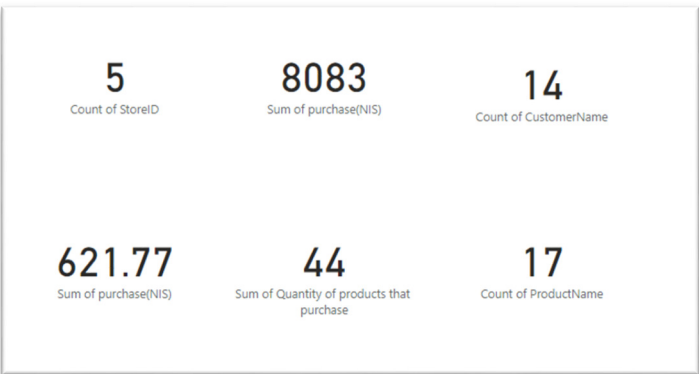 5
Count of StoreID
8083
Sum of purchase(NIS)
14
Count of CustomerName
621.77
Sum of purchase(NIS)
44
Sum of Quantity of products that
purchase
17
Count of ProductName